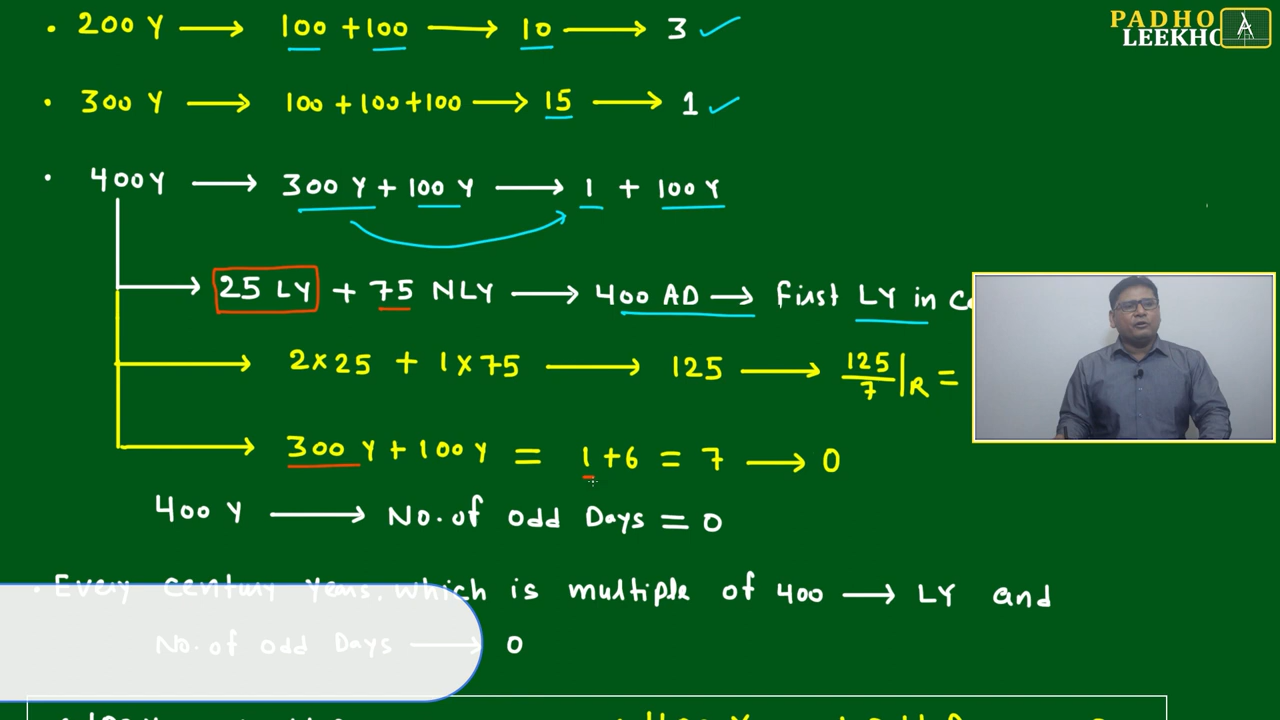 PADHO
LEEKHO
• 200 Y → 100 + 100 → 10 → 3 ✓
• 300 Y → 100 + 100 + 100 → 15 → 1 ✓
• 400 Y → 300 Y + 100 Y → 1 + 100 Y
→ 25 LY + 75 NLY → 400 AD → First LY in
→ 2 × 25 + 1 × 75 → 125 → 125/7 |R =
→ 300 Y + 100 Y = 1 + 6 = 7 → 0
400 Y → No. of odd Days = 0
• Every century Years, which is multiple of 400 → LY and
No. of odd Days → 0